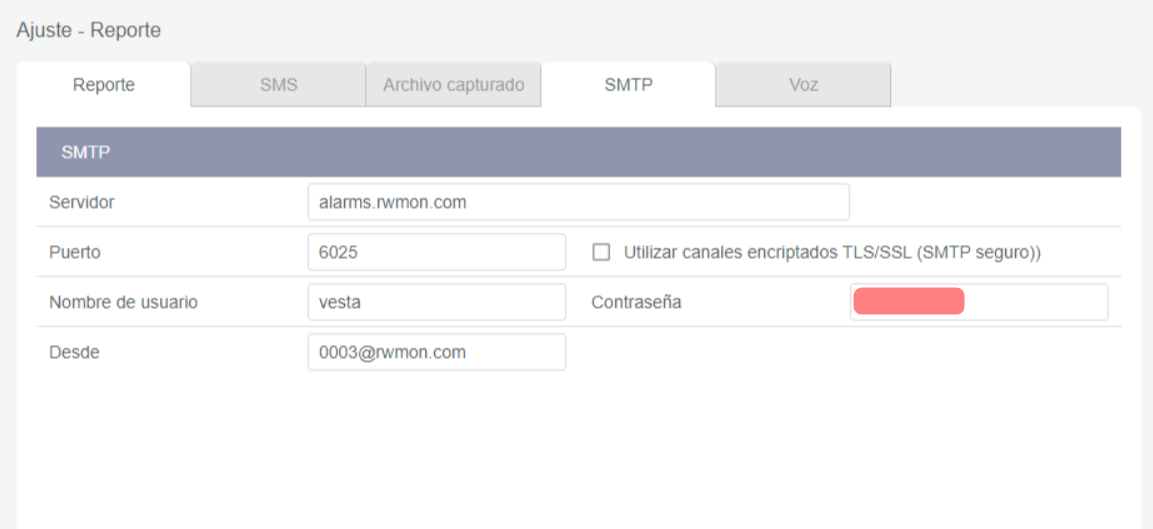 Ajuste - Reporte
Reporte SMS Archivo capturado SMTP Voz
SMTP
Servidor alarms.rwmon.com
Puerto 6025 Utilizar canales encriptados TLS/SSL (SMTP seguro))
Nombre de usuario vesta Contraseña
Desde 0003@rwmon.com